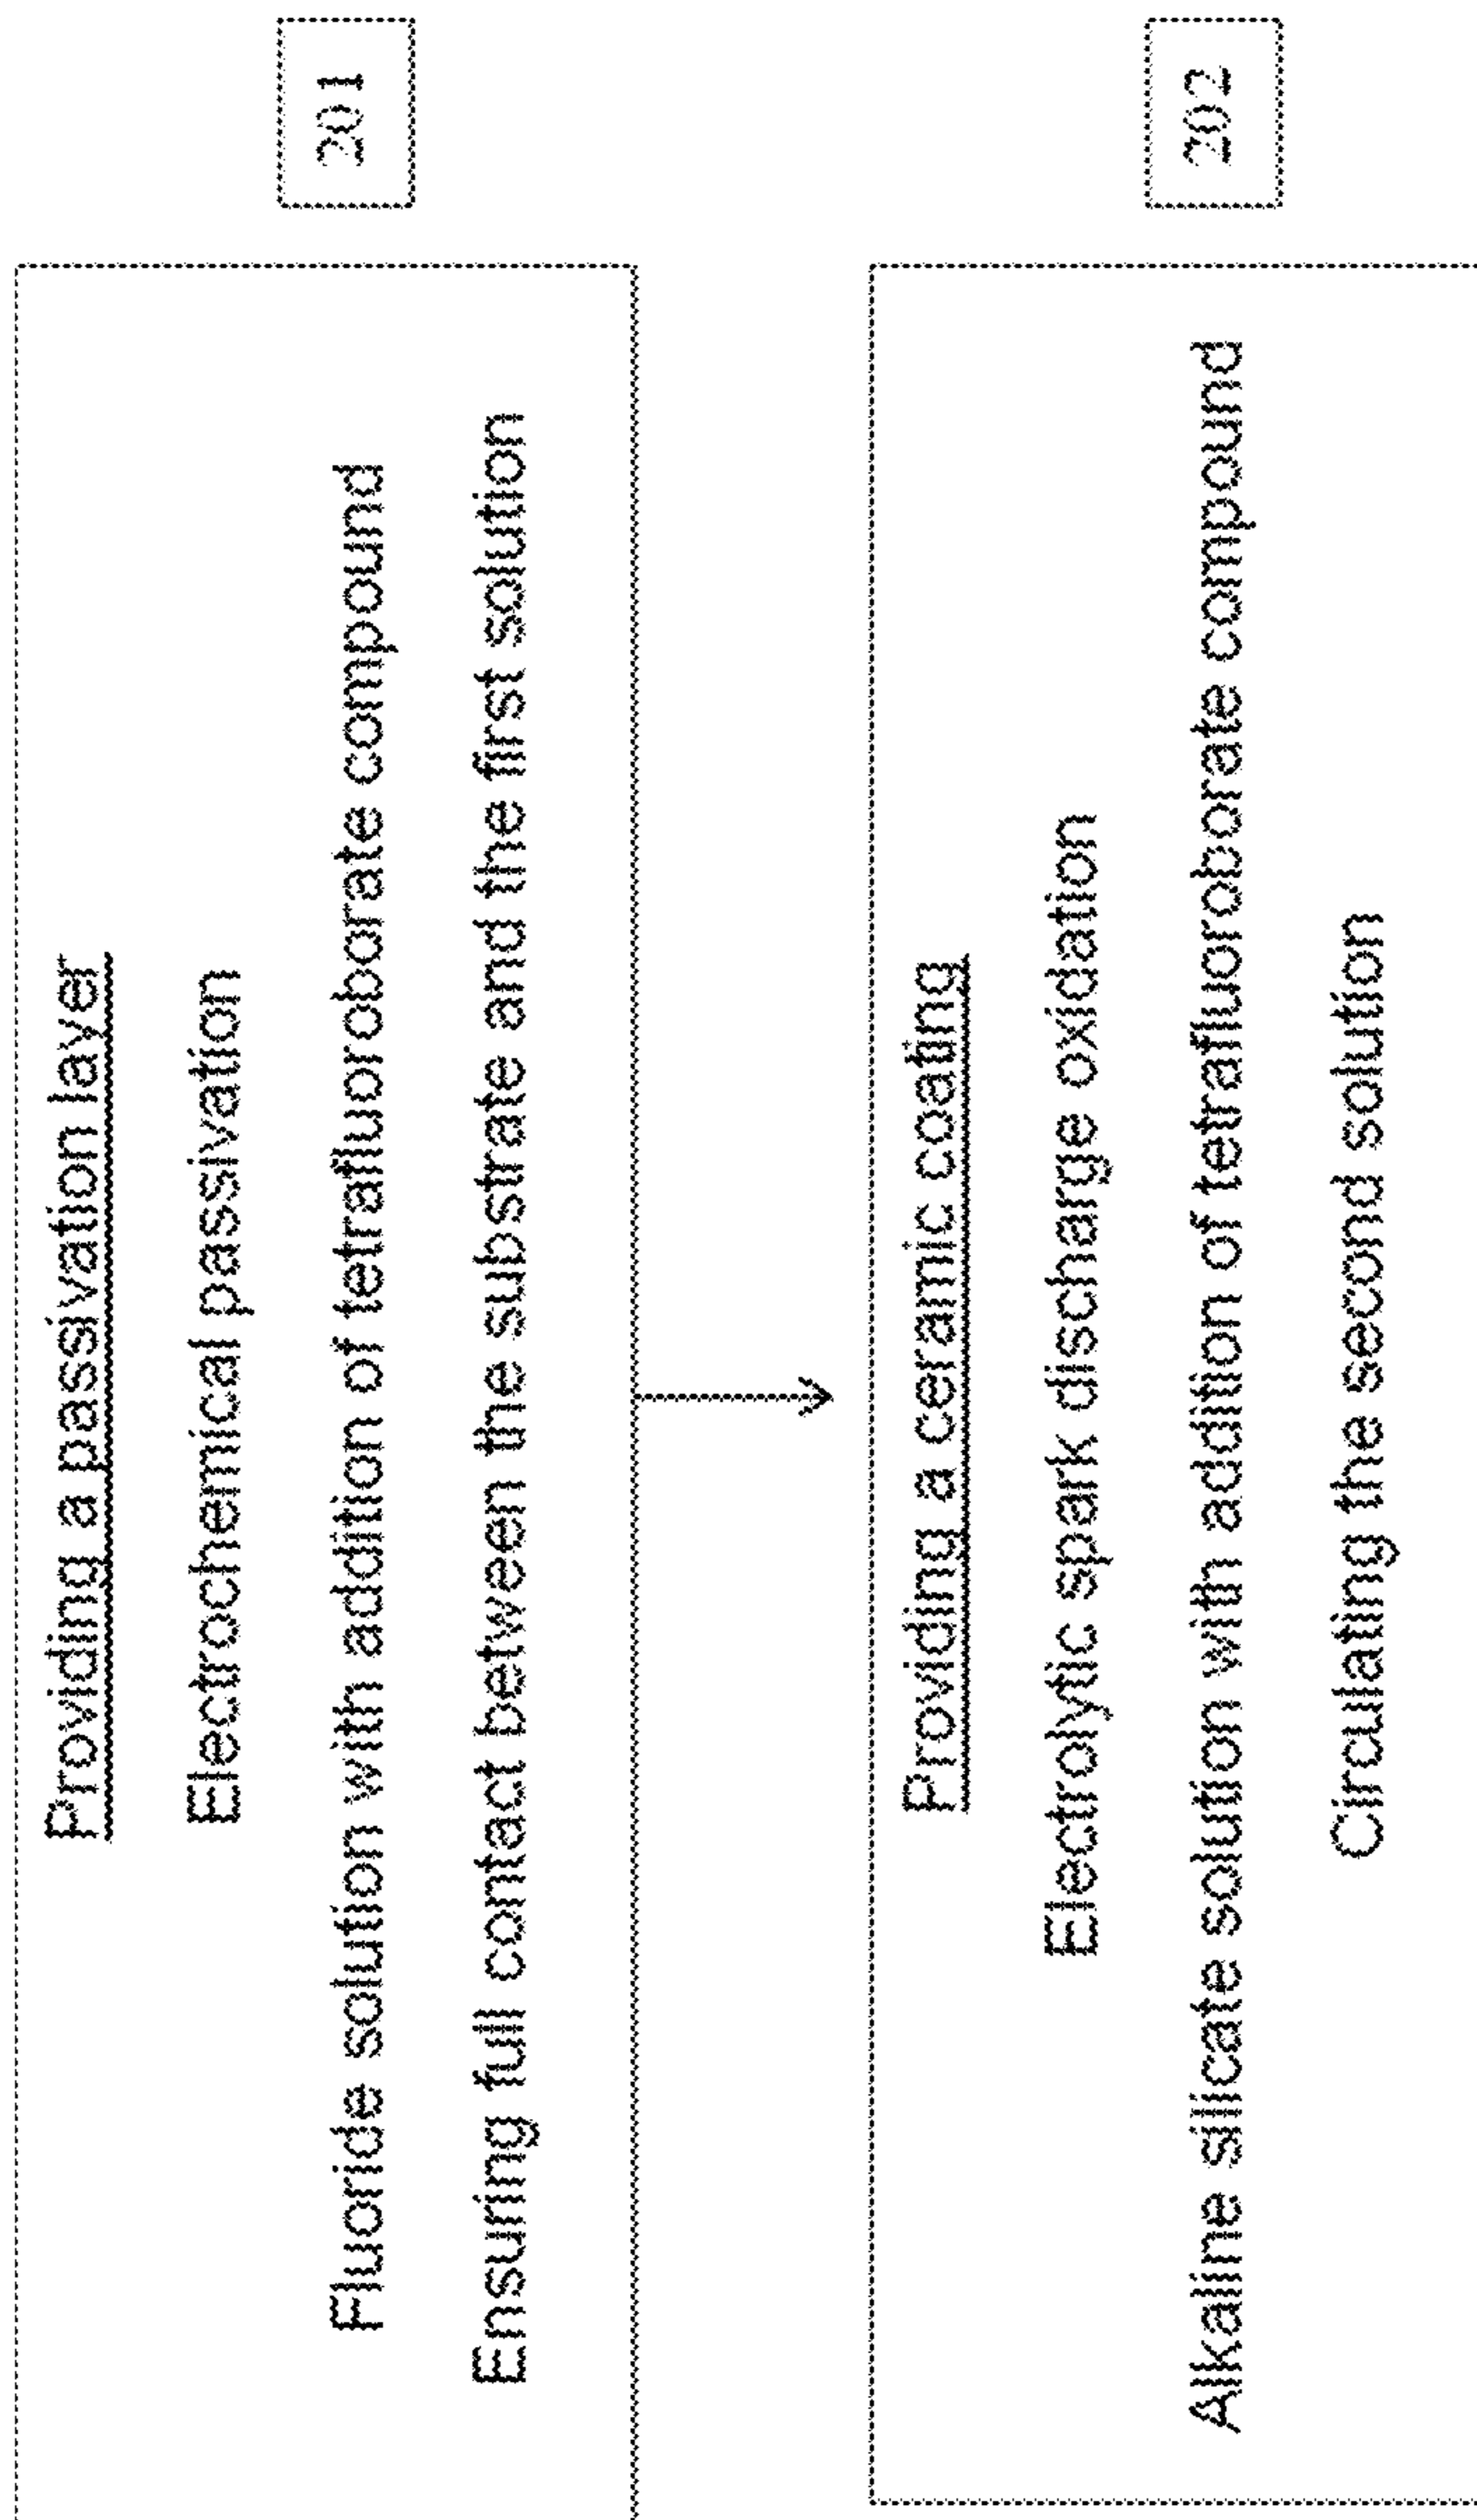 Providing a passivation layer
Electrochemical passivation
Fluoride solution with addition of tetrafluoroborate compound
Ensuring full contact between the substrate and the first solution
201
Providing a ceramic coating
Electrolytic spark discharge oxidation
Alkaline silicate solution with addition of tetrafluoroborate compound
Circulating the second solution
202